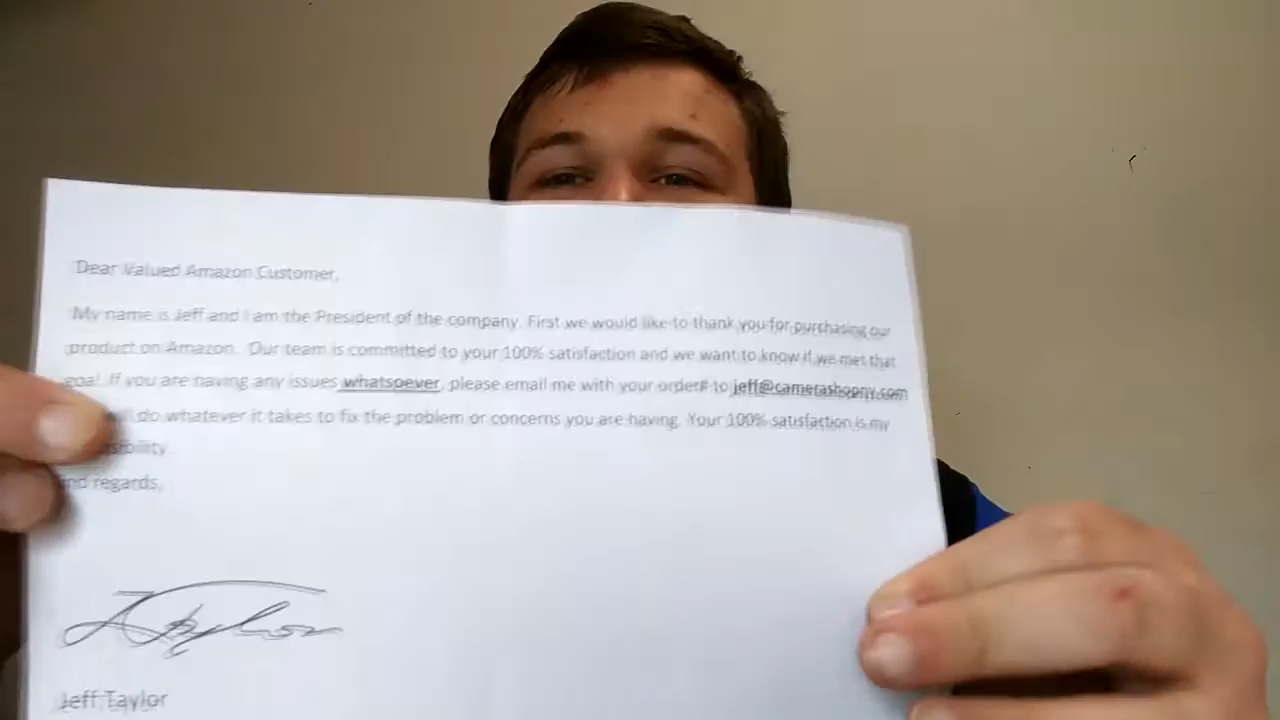 Dear Valued Amazon Customer,
My name is Jeff and I am the President of the company. First we would like to thank you for purchasing our
product on Amazon. Our team is committed to your 100% satisfaction and we want to know if we met that
goal. If you are having any issues whatsoever, please email me with your order# to jeff@camerashopny.com
do whatever it takes to fix the problem or concerns you are having. Your 100% satisfaction is my
regards,
Jeff Taylor